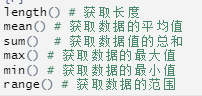 length() # 获取长度
mean() # 获取数据的平均值
sum()  # 获取数据值的总和
max() # 获取数据的最大值
min() # 获取数据的最小值
range() # 获取数据的范围